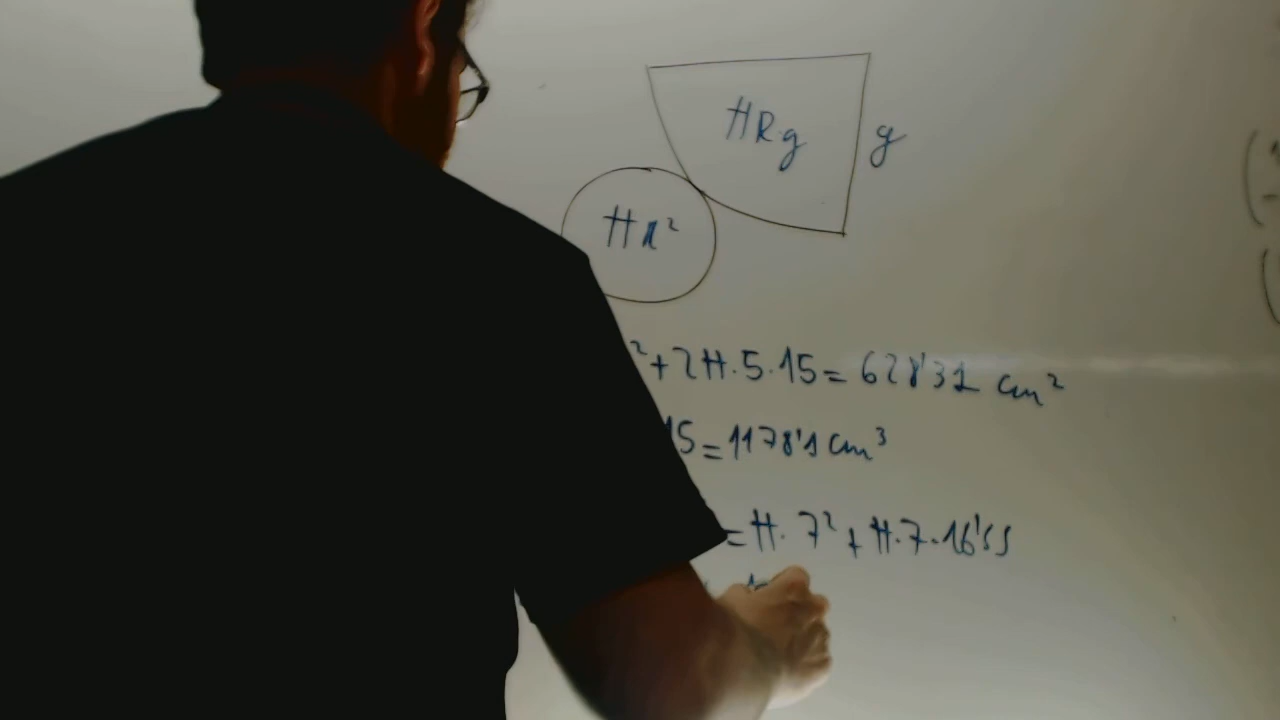 πRg g
πr²
²+2π.5.15=628'31 cm²
15=1178'1 cm³
=π.7²+π.7.16'55